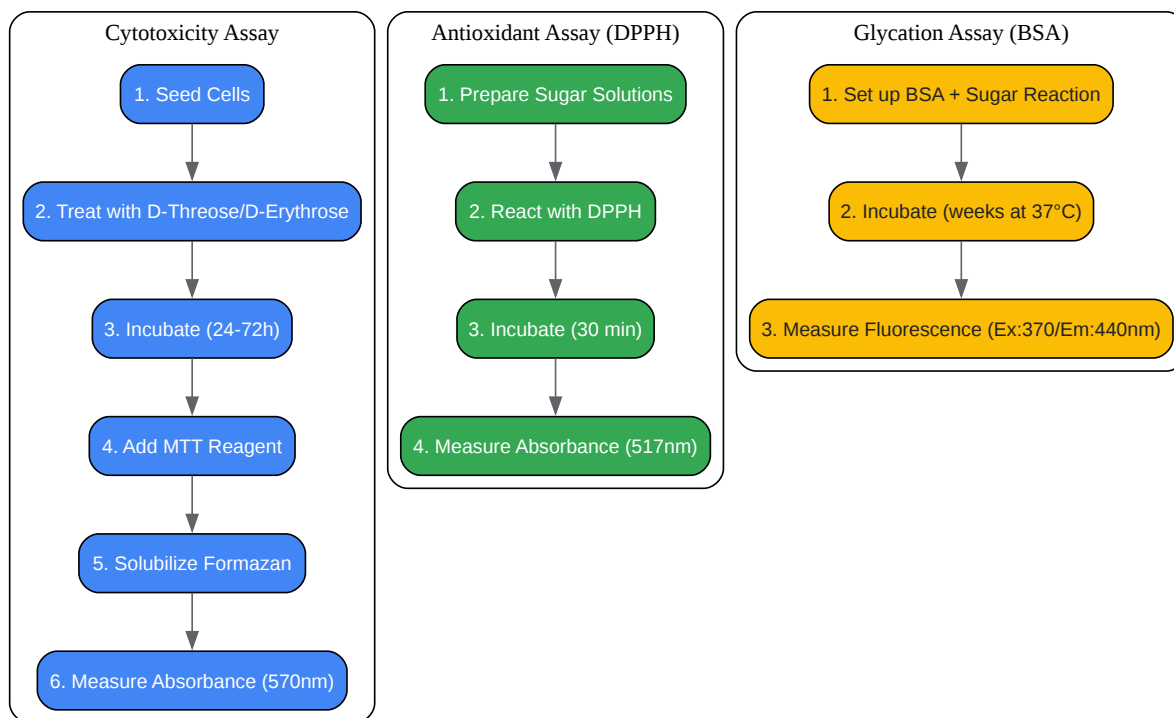 Cytotoxicity Assay
1. Seed Cells
2. Treat with D-Threose/D-Erythrose
3. Incubate (24-72h)
4. Add MTT Reagent
5. Solubilize Formazan
6. Measure Absorbance (570nm)
Antioxidant Assay (DPPH)
1. Prepare Sugar Solutions
2. React with DPPH
3. Incubate (30 min)
4. Measure Absorbance (517nm)
Glycation Assay (BSA)
1. Set up BSA + Sugar Reaction
2. Incubate (weeks at 37°C)
3. Measure Fluorescence (Ex:370/Em:440nm)